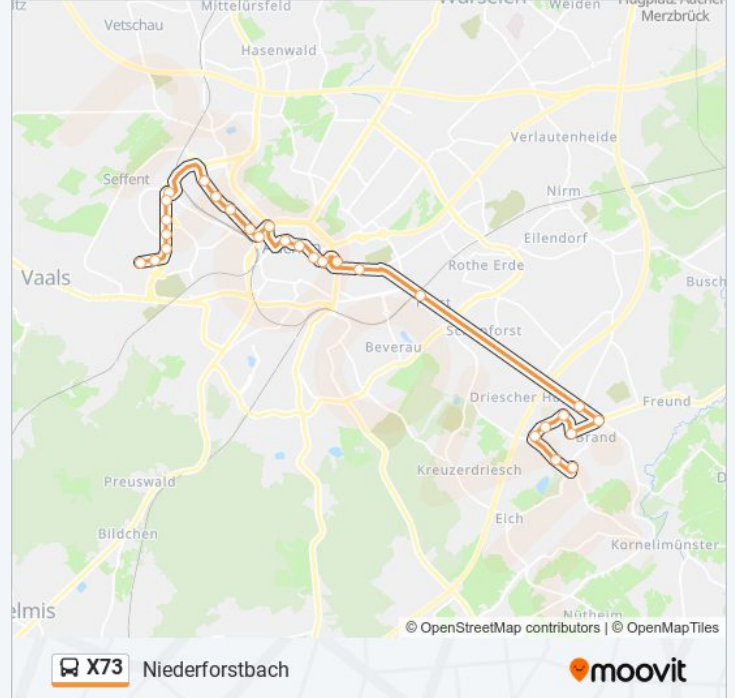 Mittelürsfeld
Weiden
Merzbrück
Vetschau
Hasenwald
Verlautenheide
Seffent
Nirm
Eilendorf
Vaals
Rothe Erde
Busch
Beverau
Driescher
Freund
Brand
Kreuzerdriesch
Preuswald
Eich
Bildchen
Kornelimünster
elmis
Nütheim
© OpenStreetMap contributors | © OpenMapTiles
X73 Niederforstbach
moovit